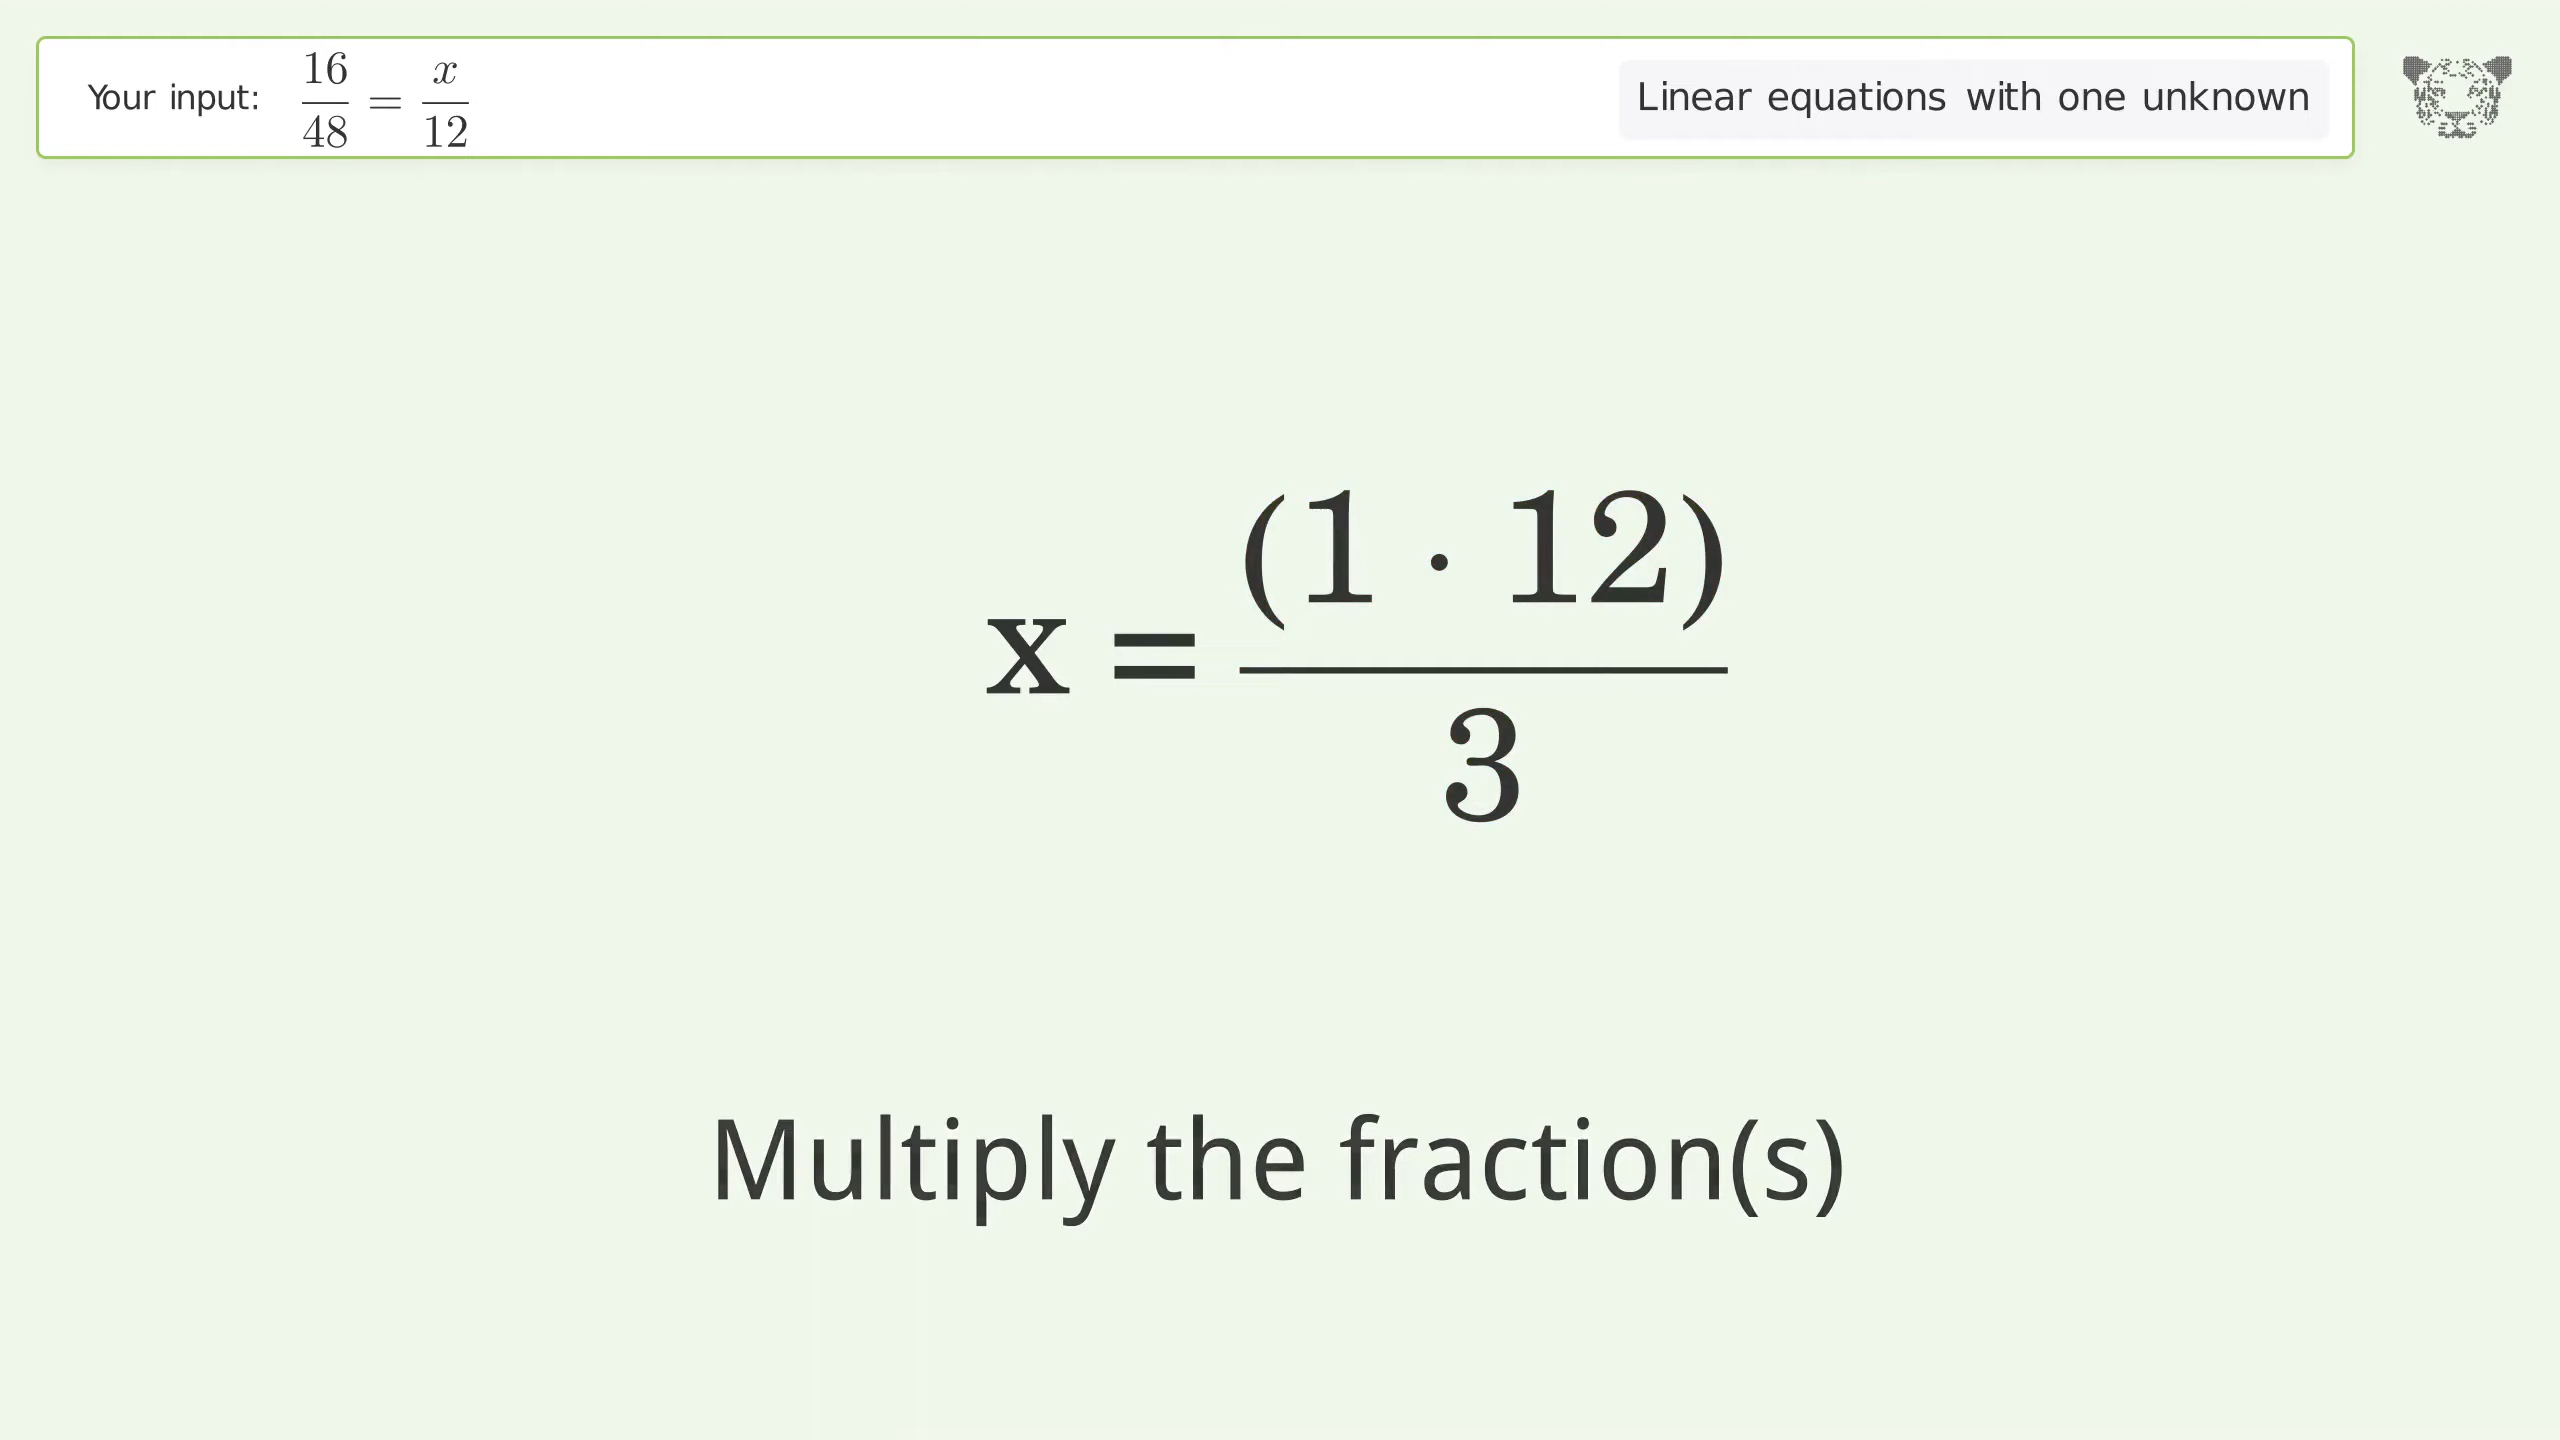 Your input: 16/48 = x/12
Linear equations with one unknown
x = (1 · 12)/3
Multiply the fraction(s)